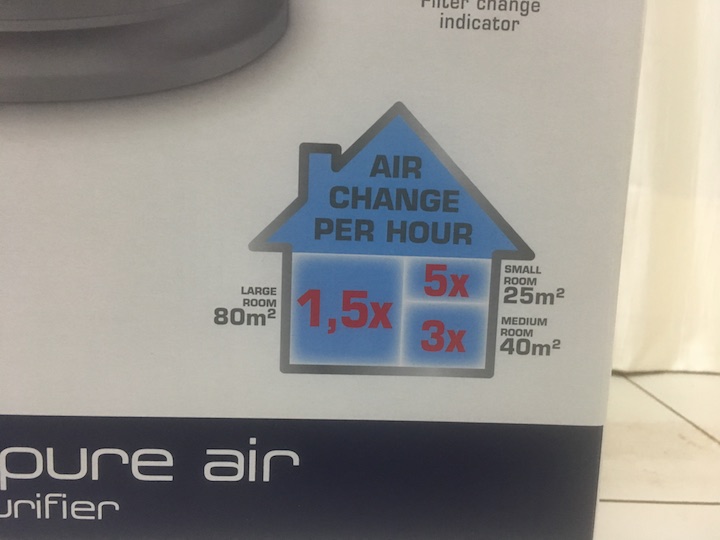 Filter change
indicator
AIR
CHANGE
PER HOUR
LARGE
ROOM
80m²
1,5x
5x
SMALL
ROOM
25m²
3x
MEDIUM
ROOM
40m²
pure air
urifier